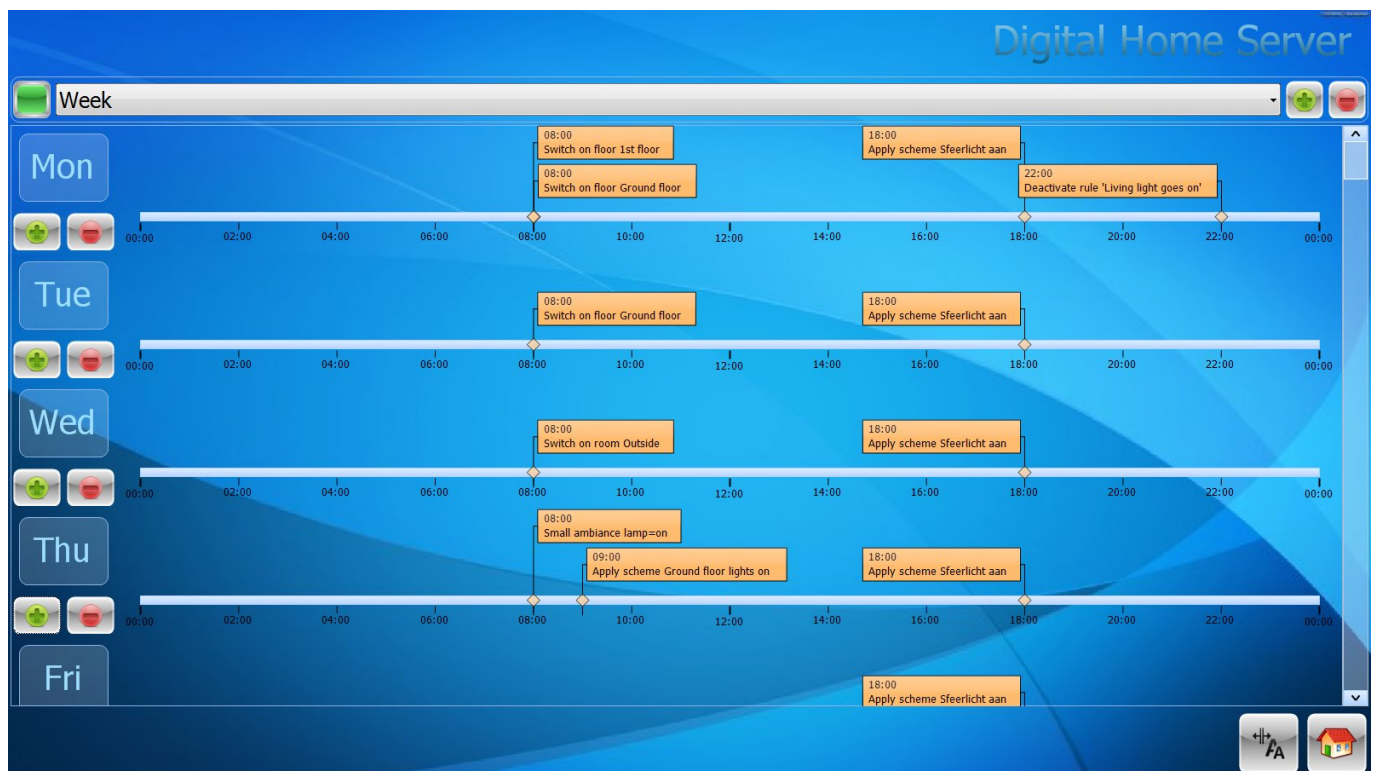 Digital Home Server
Week
Mon
08:00
Switch on floor 1st floor
08:00
Switch on floor Ground floor
18:00
Apply scheme Sfeerlicht aan
22:00
Deactivate rule 'Living light goes on'
00:00 02:00 04:00 06:00 08:00 10:00 12:00 14:00 16:00 18:00 20:00 22:00 00:00
Tue
08:00
Switch on floor Ground floor
18:00
Apply scheme Sfeerlicht aan
00:00 02:00 04:00 06:00 08:00 10:00 12:00 14:00 16:00 18:00 20:00 22:00 00:00
Wed
08:00
Switch on room Outside
18:00
Apply scheme Sfeerlicht aan
00:00 02:00 04:00 06:00 08:00 10:00 12:00 14:00 16:00 18:00 20:00 22:00 00:00
Thu
08:00
Small ambiance lamp=on
09:00
Apply scheme Ground floor lights on
18:00
Apply scheme Sfeerlicht aan
00:00 02:00 04:00 06:00 08:00 10:00 12:00 14:00 16:00 18:00 20:00 22:00 00:00
Fri
18:00
Apply scheme Sfeerlicht aan
FA